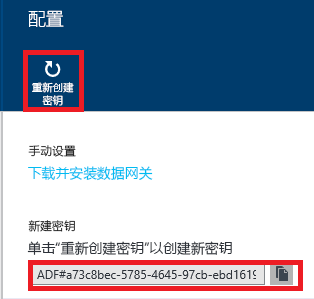 配置
重新创建
密钥
手动设置
下载并安装数据网关
新建密钥
单击“重新创建密钥”以创建新密钥
ADF#a73c8bec-5785-4645-97cb-ebd1619